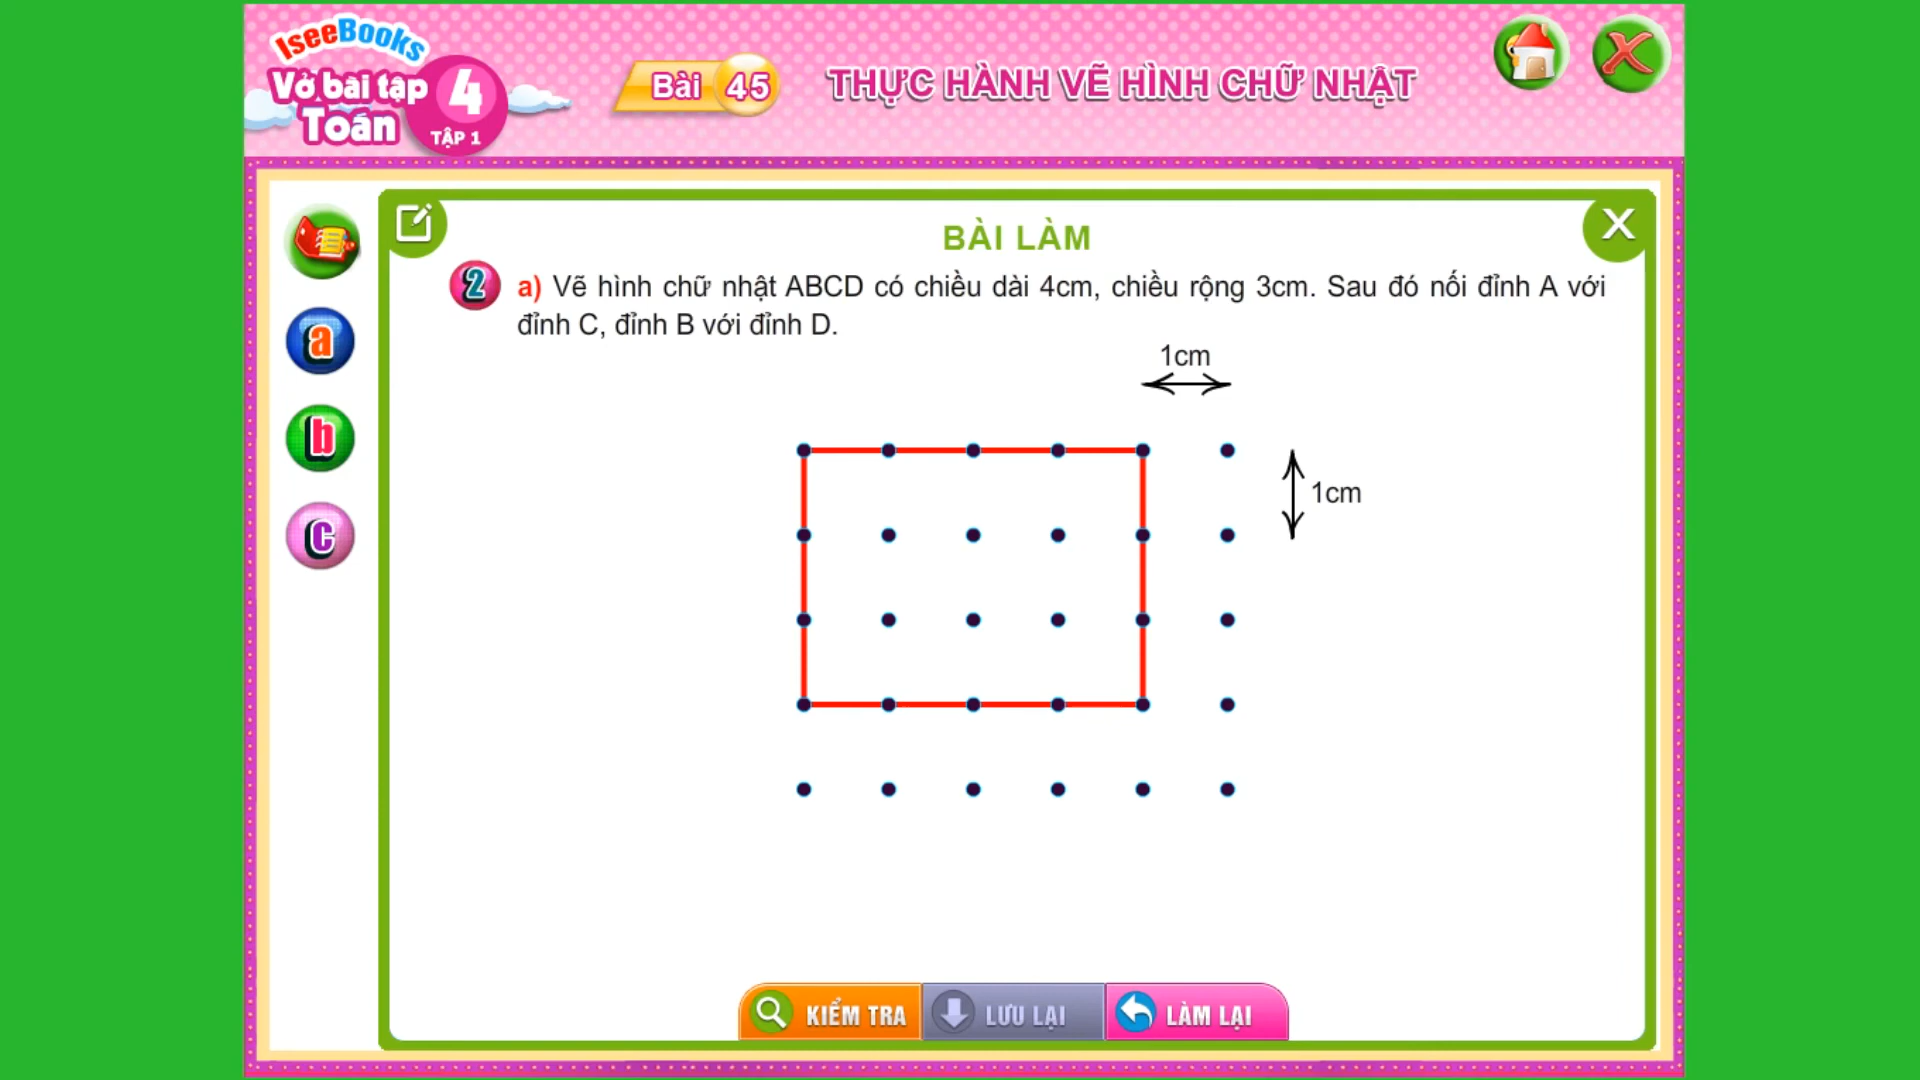 IseeBooks
Vở bài tập
Toán
4
TẬP 1
Bài 45
THỰC HÀNH VẼ HÌNH CHỮ NHẬT
a
b
c
BÀI LÀM
2 a) Vẽ hình chữ nhật ABCD có chiều dài 4cm, chiều rộng 3cm. Sau đó nối đỉnh A với
đỉnh C, đỉnh B với đỉnh D.
1cm
1cm
KIỂM TRA
LƯU LẠI
LÀM LẠI